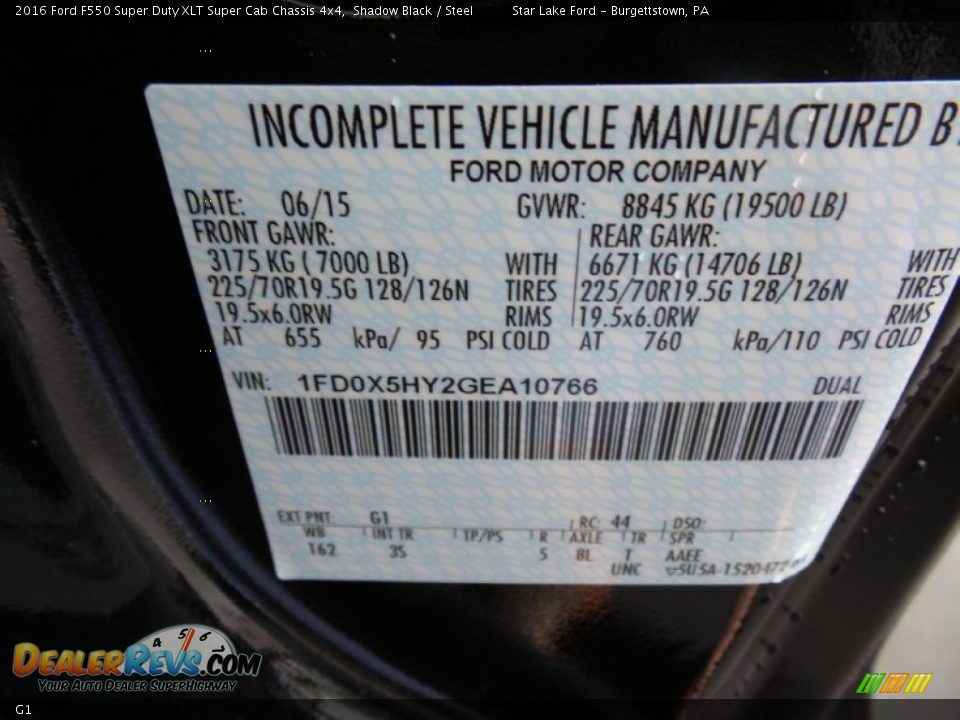 2016 Ford F550 Super Duty XLT Super Cab Chassis 4x4, Shadow Black / Steel Star Lake Ford - Burgettstown, PA
INCOMPLETE VEHICLE MANUFACTURED
FORD MOTOR COMPANY
DATE: 06/15 GVWR: 8845 KG (19500 LB)
FRONT GAWR: REAR GAWR:
3175 KG ( 7000 LB) WITH 6671 KG (14706 LB) WITH
225/70R19.5G 128/126N TIRES 225/70R19.5G 128/126N TIRES
19.5x6.0RW RIMS 19.5x6.0RW RIMS
AT 655 kPa/ 95 PSI COLD AT 760 kPa/110 PSI COLD
VIN: 1FD0X5HY2GEA10766 DUAL
EXT PNT: G1 RC: 44 DSO:
WB INT TR TP/PS R AXLE TR SPR
162 3S 5 8L T AAEE
UNC
DEALERREVS.COM
4 5 6
YOUR AUTO DEALER SUPERHIGHWAY
G1